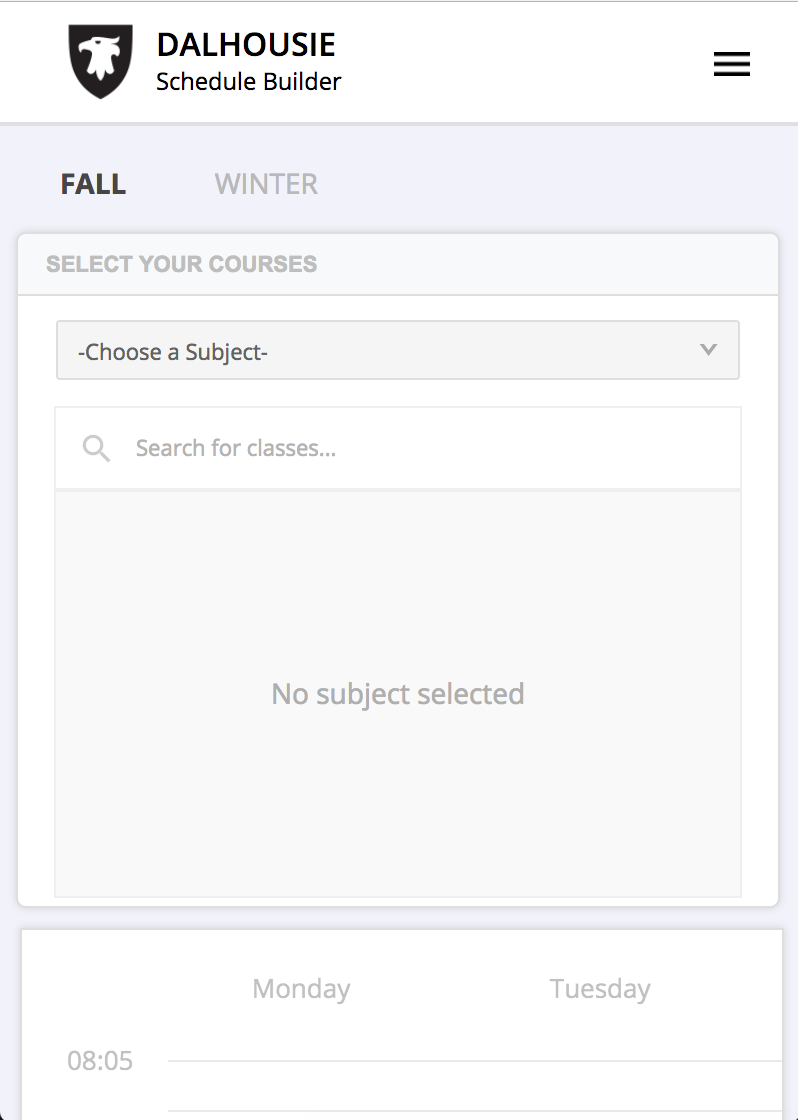 DALHOUSIE
Schedule Builder
FALL WINTER
SELECT YOUR COURSES
-Choose a Subject-
Search for classes...
No subject selected
Monday Tuesday
08:05